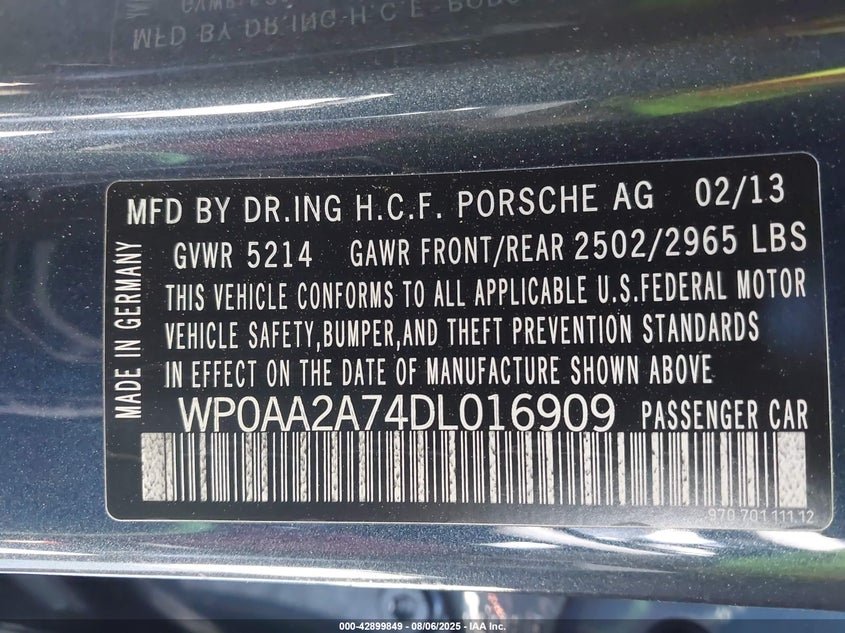 MFD BY DR.ING H.C.F. PORSCHE AG 02/13
GVWR 5214 GAWR FRONT/REAR 2502/2965 LBS
THIS VEHICLE CONFORMS TO ALL APPLICABLE U.S.FEDERAL MOTOR
VEHICLE SAFETY,BUMPER,AND THEFT PREVENTION STANDARDS
IN EFFECT ON THE DATE OF MANUFACTURE SHOWN ABOVE
WP0AA2A74DL016909 PASSENGER CAR
MADE IN GERMANY
970 701 111 12
000-42899849 - 08/06/2025 - IAA Inc.